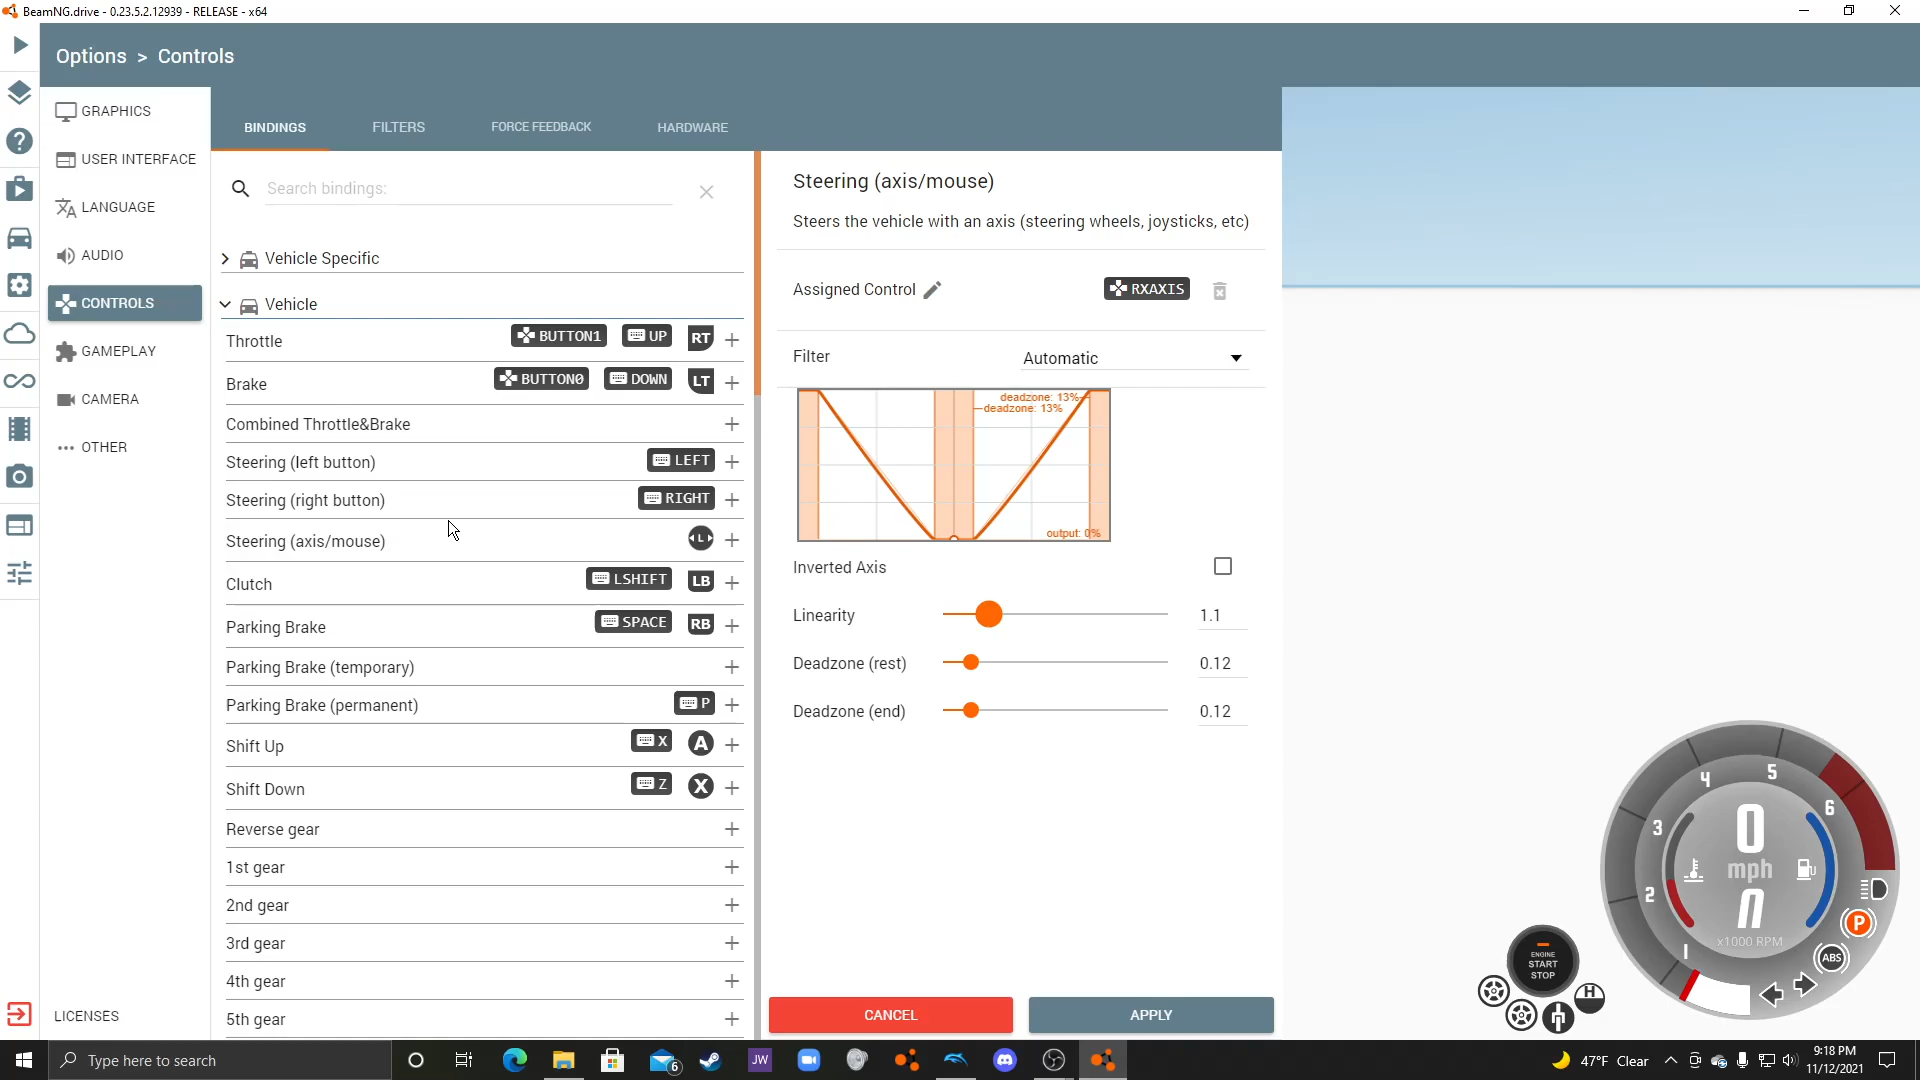 BeamNG.drive - 0.23.5.2.12939 - RELEASE - x64
Options > Controls
GRAPHICS
USER INTERFACE
LANGUAGE
AUDIO
CONTROLS
GAMEPLAY
CAMERA
OTHER
LICENSES
BINDINGS
FILTERS
FORCE FEEDBACK
HARDWARE
Search bindings:
Vehicle Specific
Vehicle
Throttle BUTTON1 UP RT
Brake BUTTON0 DOWN LT
Combined Throttle&Brake
Steering (left button) LEFT
Steering (right button) RIGHT
Steering (axis/mouse) L
Clutch LSHIFT LB
Parking Brake SPACE RB
Parking Brake (temporary)
Parking Brake (permanent) P
Shift Up X A
Shift Down Z X
Reverse gear
1st gear
2nd gear
3rd gear
4th gear
5th gear
Steering (axis/mouse)
Steers the vehicle with an axis (steering wheels, joysticks, etc)
Assigned Control RXAXIS
Filter Automatic
deadzone: 13%
deadzone: 13%
output: 0%
Inverted Axis
Linearity 1.1
Deadzone (rest) 0.12
Deadzone (end) 0.12
CANCEL
APPLY
1
2
3
4
5
6
0
mph
n
x1000 RPM
P
ABS
ENGINE
START
STOP
H
Type here to search
6
JW
47°F Clear
9:18 PM
11/12/2021